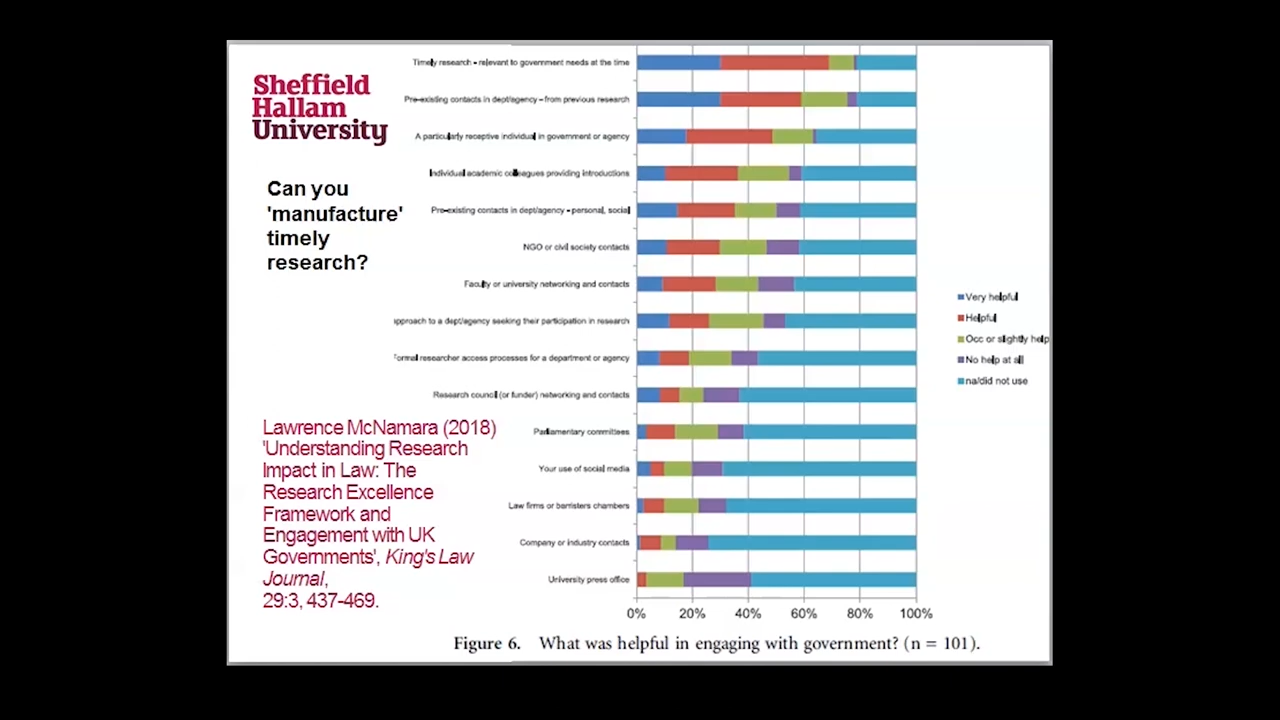 Sheffield
Hallam
University
Can you
'manufacture'
timely
research?
Lawrence McNamara (2018)
'Understanding Research
Impact in Law: The
Research Excellence
Framework and
Engagement with UK
Governments', King's Law
Journal,
29:3, 437-469.
Timely research - relevant to government needs at the time
Pre-existing contacts in dept/agency - from previous research
A particularly receptive individual in government or agency
Individual academic colleagues providing introductions
Pre-existing contacts in dept/agency - personal, social
NGO or civil society contacts
Faculty or university networking and contacts
approach to a dept/agency seeking their participation in research
Formal researcher access processes for a department or agency
Research council (or funder) networking and contacts
Parliamentary committees
Your use of social media
Law firms or barristers chambers
Company or industry contacts
University press office
0% 20% 40% 60% 80% 100%
Very helpful
Helpful
Occ or slightly help
No help at all
na/did not use
Figure 6. What was helpful in engaging with government? (n = 101).